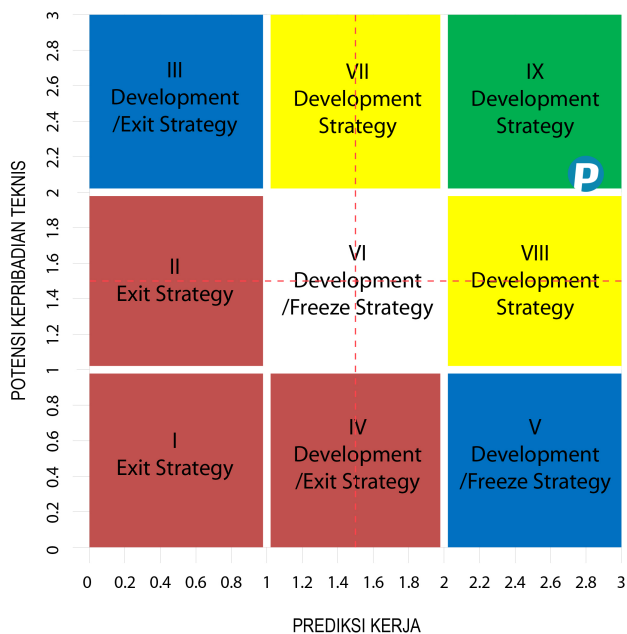 3
2.8
2.6
2.4
2.2
2
1.8
1.6
1.4
1.2
1
0.8
0.6
0.4
0.2
0
POTENSI KEPRIBADIAN TEKNIS
III
Development
/Exit Strategy
VII
Development
Strategy
IX
Development
Strategy
P
II
Exit Strategy
VI
Development
/Freeze Strategy
VIII
Development
Strategy
I
Exit Strategy
IV
Development
/Exit Strategy
V
Development
/Freeze Strategy
0 0.2 0.4 0.6 0.8 1 1.2 1.4 1.6 1.8 2 2.2 2.4 2.6 2.8 3
PREDIKSI KERJA